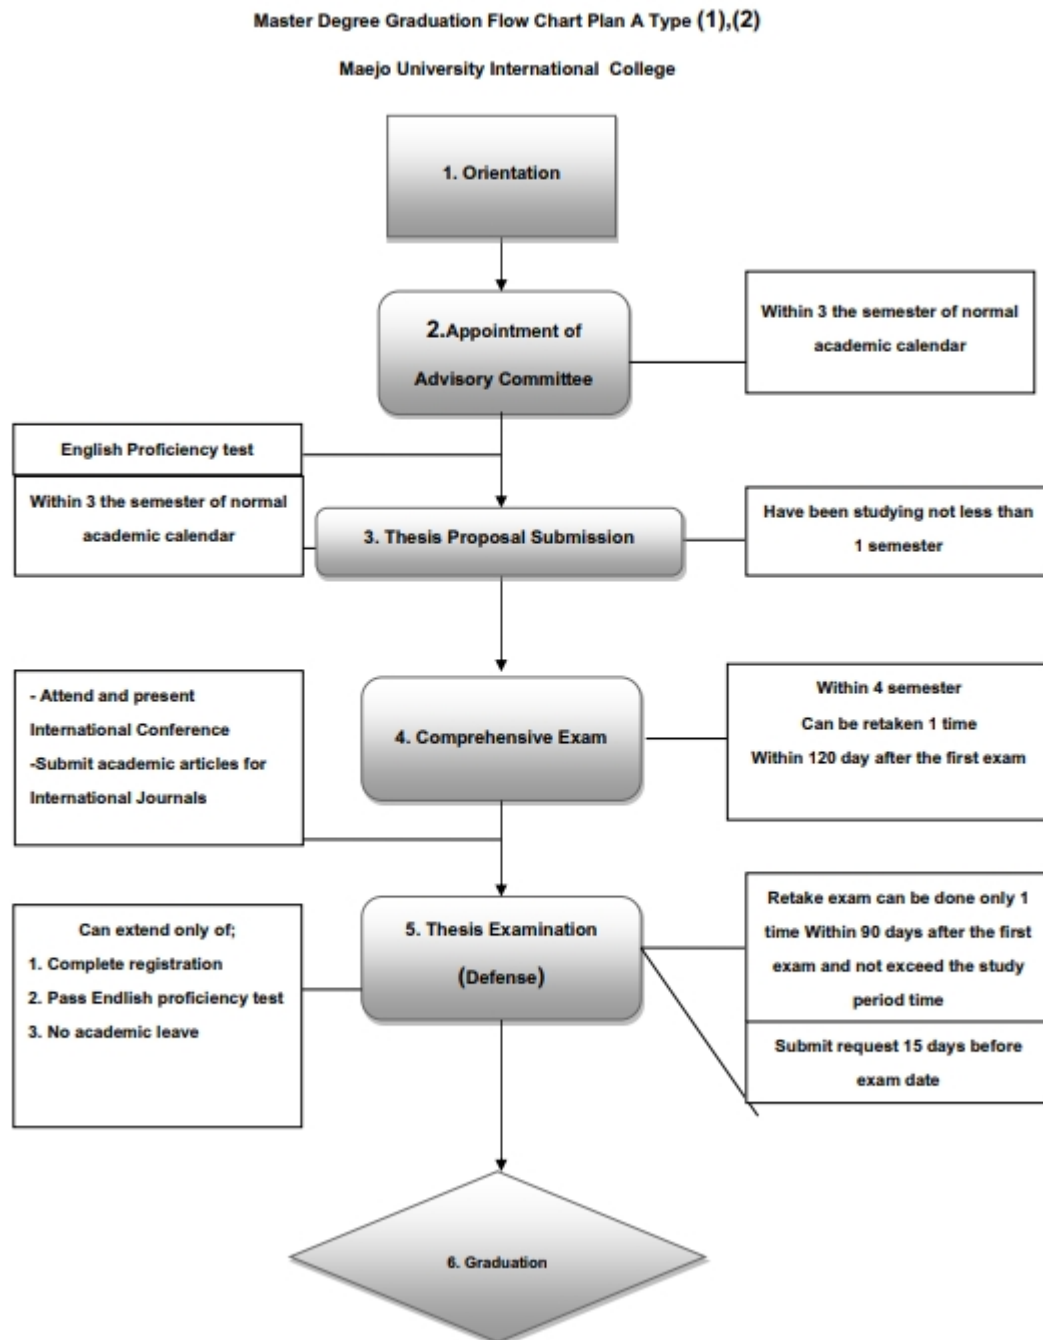 Master Degree Graduation Flow Chart Plan A Type (1),(2)
Maejo University International College
1. Orientation
2.Appointment of
Advisory Committee
Within 3 the semester of normal
academic calendar
English Proficiency test
Within 3 the semester of normal
academic calendar
3. Thesis Proposal Submission
Have been studying not less than
1 semester
- Attend and present
International Conference
-Submit academic articles for
International Journals
4. Comprehensive Exam
Within 4 semester
Can be retaken 1 time
Within 120 day after the first exam
Can extend only of;
1. Complete registration
2. Pass Endlish proficiency test
3. No academic leave
5. Thesis Examination
(Defense)
Retake exam can be done only 1
time Within 90 days after the first
exam and not exceed the study
period time
Submit request 15 days before
exam date
6. Graduation